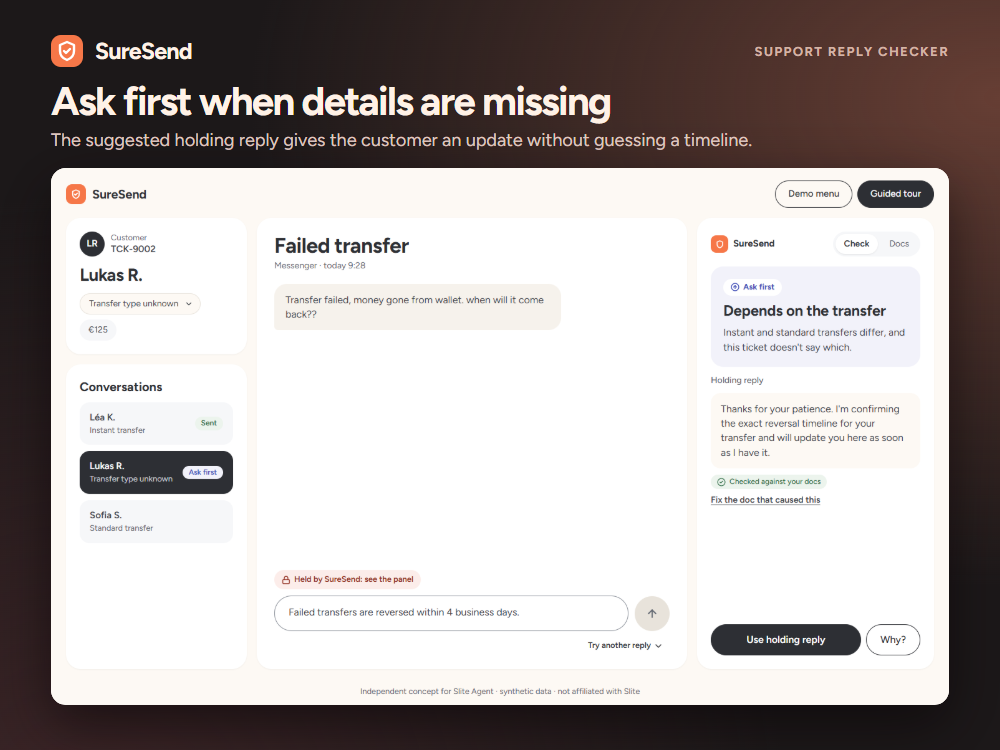 SureSend
SUPPORT REPLY CHECKER
Ask first when details are missing
The suggested holding reply gives the customer an update without guessing a timeline.
SureSend
Demo menu
Guided tour
LR
Customer
TCK-9002
Lukas R.
Transfer type unknown
€125
Conversations
Léa K.
Instant transfer
Sent
Lukas R.
Transfer type unknown
Ask first
Sofia S.
Standard transfer
Failed transfer
Messenger · today 9:28
Transfer failed, money gone from wallet. when will it come
back??
Held by SureSend: see the panel
Failed transfers are reversed within 4 business days.
Try another reply
SureSend
Check
Docs
Ask first
Depends on the transfer
Instant and standard transfers differ, and
this ticket doesn't say which.
Holding reply
Thanks for your patience. I'm confirming
the exact reversal timeline for your
transfer and will update you here as soon
as I have it.
Checked against your docs
Fix the doc that caused this
Use holding reply
Why?
Independent concept for Slite Agent · synthetic data · not affiliated with Slite